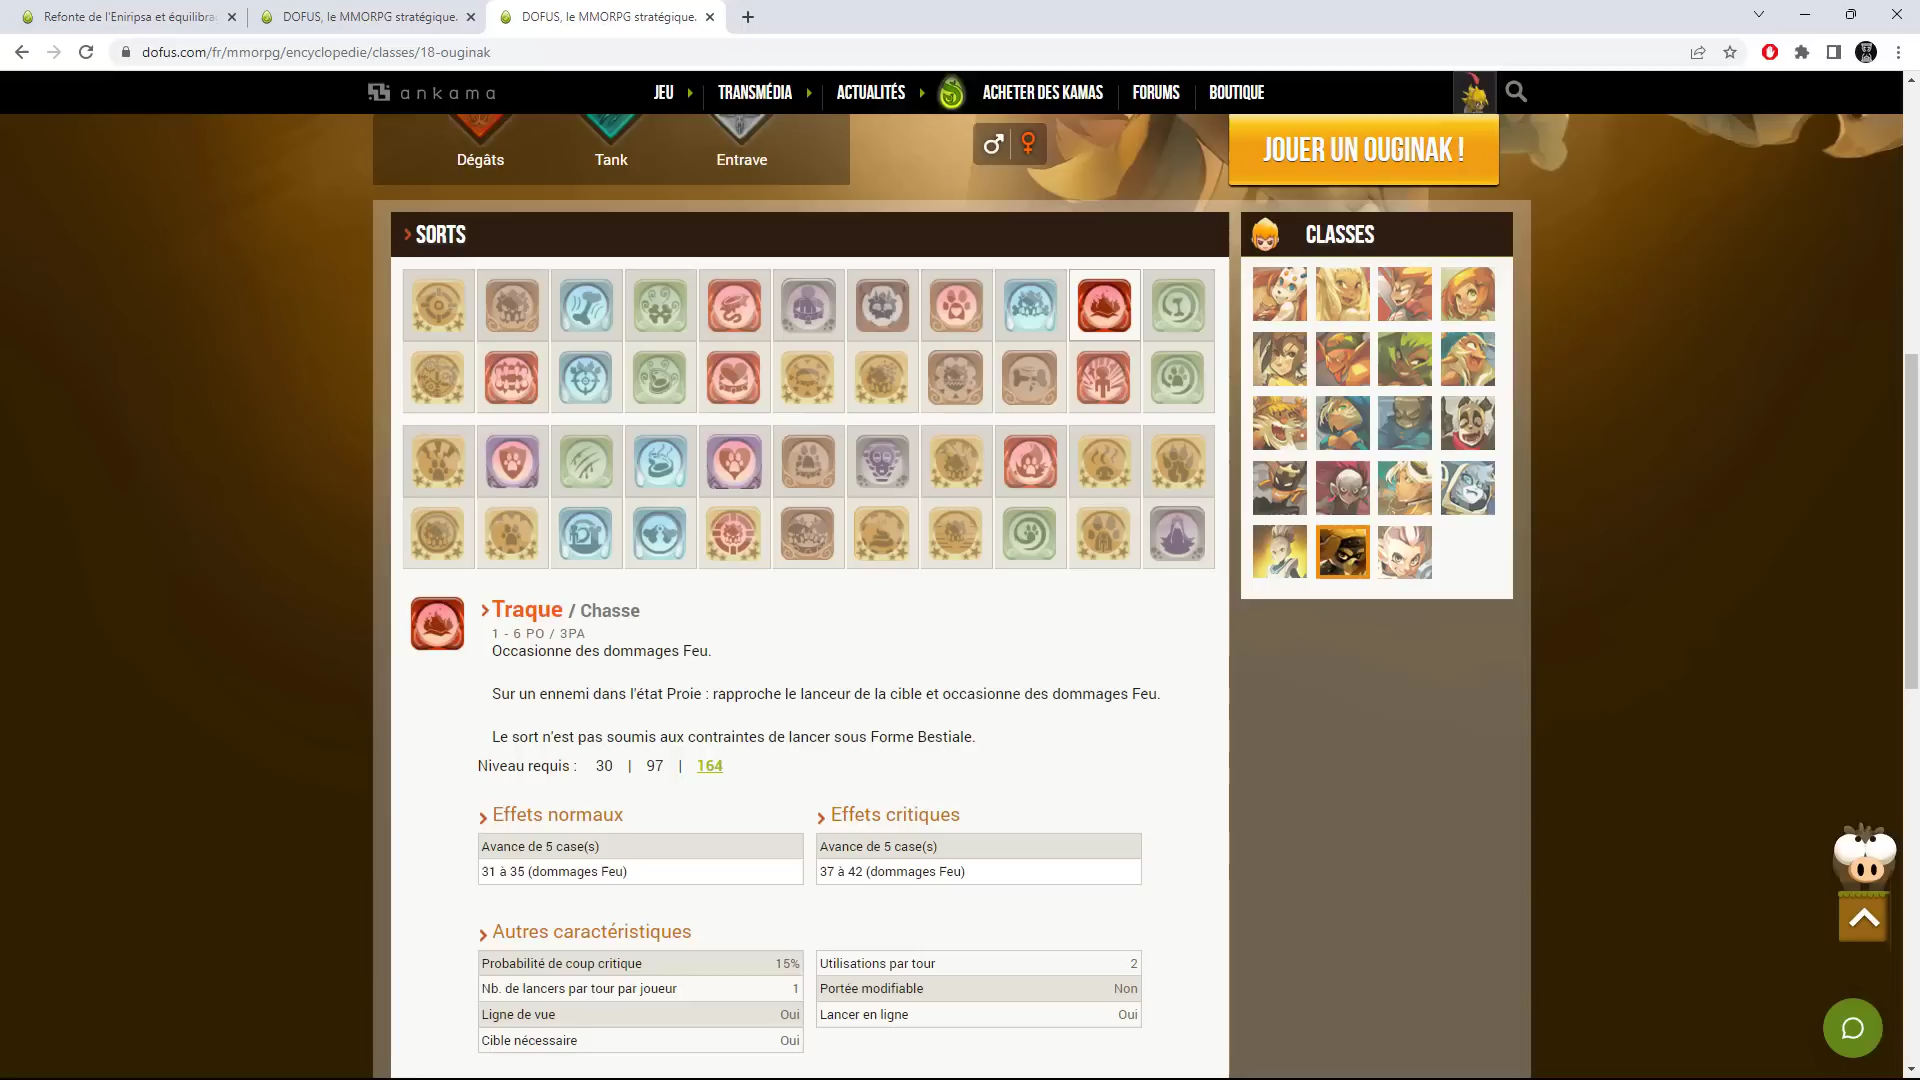 Refonte de l'Eniripsa et équilibra
DOFUS, le MMORPG stratégique.
DOFUS, le MMORPG stratégique.
dofus.com/fr/mmorpg/encyclopedie/classes/18-ouginak
ankama
JEU
TRANSMÉDIA
ACTUALITÉS
ACHETER DES KAMAS
FORUMS
BOUTIQUE
Dégâts
Tank
Entrave
JOUER UN OUGINAK !
SORTS
CLASSES
Traque / Chasse
1 - 6 PO / 3PA
Occasionne des dommages Feu.
Sur un ennemi dans l'état Proie : rapproche le lanceur de la cible et occasionne des dommages Feu.
Le sort n'est pas soumis aux contraintes de lancer sous Forme Bestiale.
Niveau requis : 30 | 97 | 164
Effets normaux
Avance de 5 case(s)
31 à 35 (dommages Feu)
Effets critiques
Avance de 5 case(s)
37 à 42 (dommages Feu)
Autres caractéristiques
Probabilité de coup critique 15%
Nb. de lancers par tour par joueur 1
Ligne de vue Oui
Cible nécessaire Oui
Utilisations par tour 2
Portée modifiable Non
Lancer en ligne Oui